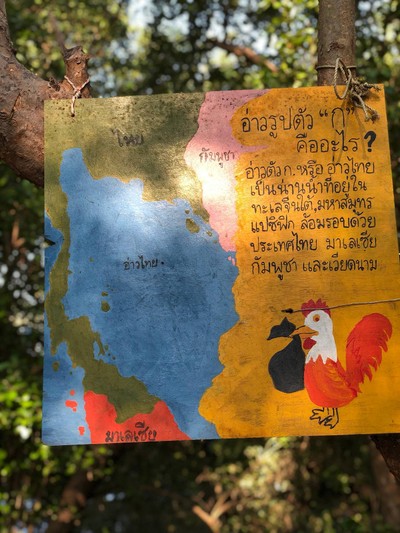 ไทย
กัมพูชา
อ่าวไทย.
มาเลเซีย
อ่าวรูปตัว "ก"
คืออะไร?
อ่าวตัว ก. หรือ อ่าวไทย
เป็นน่านน้ำที่อยู่ใน
ทะเลจีนใต้,มหาสมุทร
แปซิฟิก ล้อมรอบด้วย
ประเทศไทย มาเลเซีย
กัมพูชา และเวียดนาม